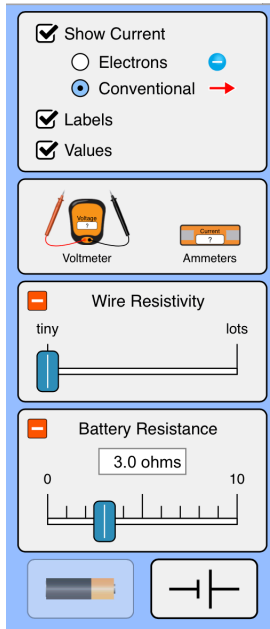 Show Current
Electrons
Conventional
Labels
Values
Voltage
?
Current
?
Voltmeter Ammeters
Wire Resistivity
tiny lots
Battery Resistance
3.0 ohms
0 10